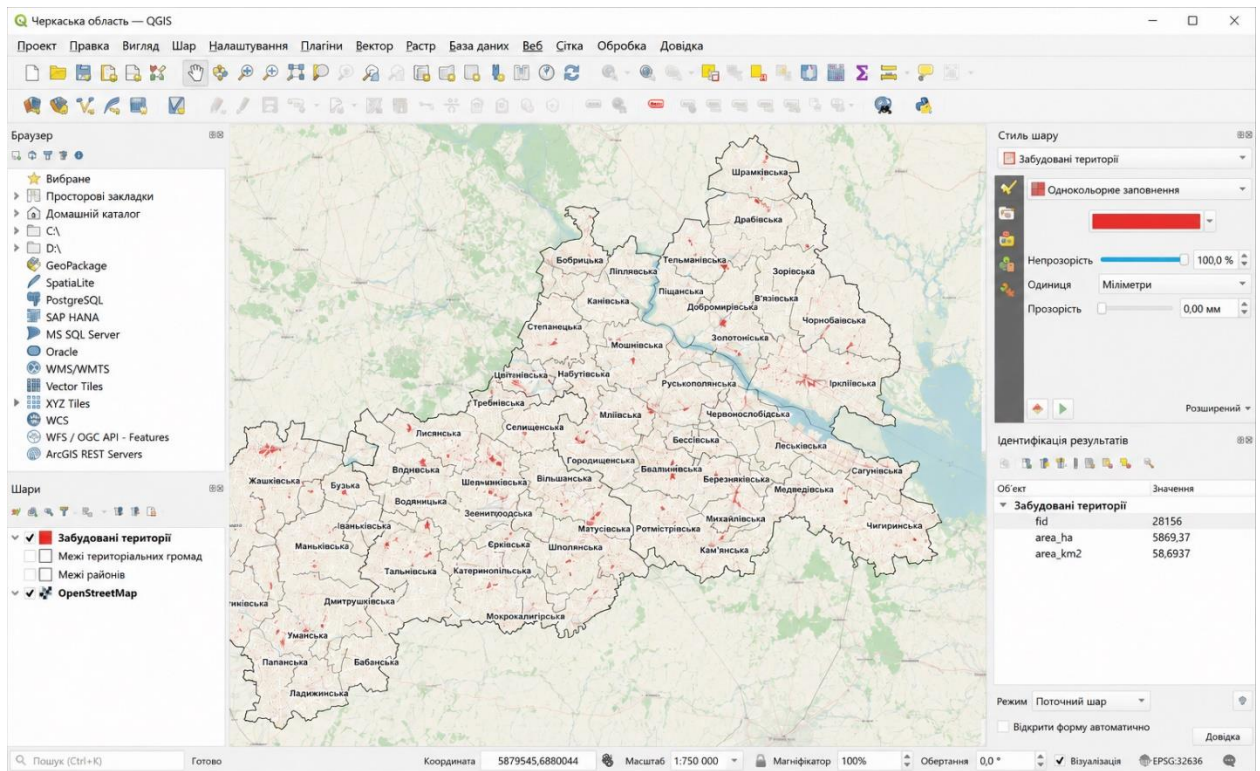 Черкаська область — QGIS
Проект Правка Вигляд Шар Налаштування Плагіни Вектор Растр База даних Веб Сітка Обробка Довідка
Браузер
Вибране
Просторові закладки
Домашній каталог
C:\
D:\
GeoPackage
SpatiaLite
PostgreSQL
SAP HANA
MS SQL Server
Oracle
WMS/WMTS
Vector Tiles
XYZ Tiles
WCS
WFS / OGC API - Features
ArcGIS REST Servers
Шари
Забудовані території
Межі територіальних громад
Межі районів
OpenStreetMap
Шрамківська
Драбівська
Бобрицька
Ліплявська
Тельманівська
Зорівська
Піщанська
Канівська
Добромирівська
В'язівська
Чорнобаївська
Степанецька
Мошнівська
Золотоніська
Набутівська
Руськополянська
Іркліївська
Требнівська
Мліївська
Червонослобідська
Лисянська
Селищенська
Бессівська
Леськівська
Городищенська
Сагунівська
Жашківська
Бузька
Вільшанська
Березняківська
Медведівська
Водяницька
Іваньківська
Матусівська
Ротмістрівська
Михайлівська
Чигиринська
Маньківська
Єрківська
Шполянська
Кам'янська
Тальнівська
Катеринопільська
Дмитрушківська
Мокрокалигірська
Уманська
Папанська
Бабанська
Ладижинська
Стиль шару
Забудовані території
Однокольорне заповнення
Непрозорість 100,0 %
Одиниця Міліметри
Прозорість 0,00 мм
Розширений
Ідентифікація результатів
Об'єкт Значення
Забудовані території
fid 28156
area_ha 5869,37
area_km2 58,6937
Режим Поточний шар
Відкрити форму автоматично
Довідка
Пошук (Ctrl+K) Готово Координата 5879545,6880044 Масштаб 1:750 000 Магніфікатор 100% Обертання 0,0 ° Візуалізація EPSG:32636